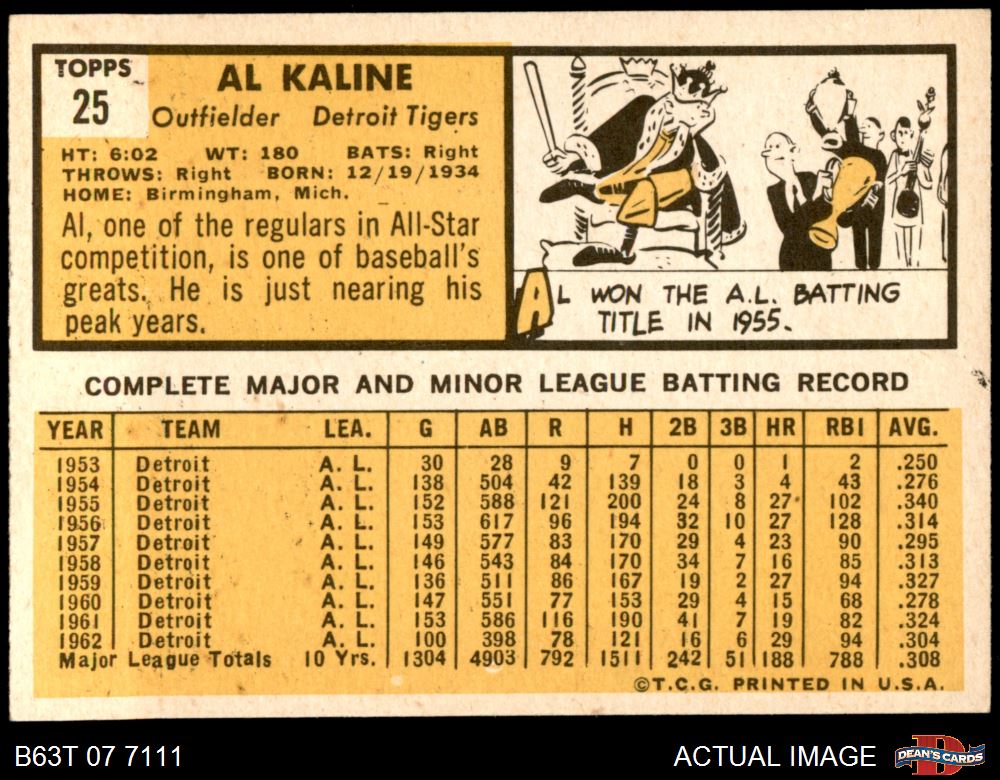 TOPPS
25
AL KALINE
Outfielder Detroit Tigers
HT: 6:02 WT: 180 BATS: Right
THROWS: Right BORN: 12/19/1934
HOME: Birmingham, Mich.
Al, one of the regulars in All-Star
competition, is one of baseball's
greats. He is just nearing his
peak years.
AL WON THE A.L. BATTING
TITLE IN 1955.
COMPLETE MAJOR AND MINOR LEAGUE BATTING RECORD
YEAR TEAM LEA. G AB R H 2B 3B HR RBI AVG.
1953 Detroit A. L. 30 28 9 7 0 0 1 2 .250
1954 Detroit A. L. 138 504 42 139 18 3 4 43 .276
1955 Detroit A. L. 152 588 121 200 24 8 27 102 .340
1956 Detroit A. L. 153 617 96 194 32 10 27 128 .314
1957 Detroit A. L. 149 577 83 170 29 4 23 90 .295
1958 Detroit A. L. 146 543 84 170 34 7 16 85 .313
1959 Detroit A. L. 136 511 86 167 19 2 27 94 .327
1960 Detroit A. L. 147 551 77 153 29 4 15 68 .278
1961 Detroit A. L. 153 586 116 190 41 7 19 82 .324
1962 Detroit A. L. 100 398 78 121 16 6 29 94 .304
Major League Totals 10 Yrs. 1304 4903 792 1511 242 51 188 788 .308
©T.C.G. PRINTED IN U.S.A.
B63T 07 7111
ACTUAL IMAGE
D
DEAN'S CARDS